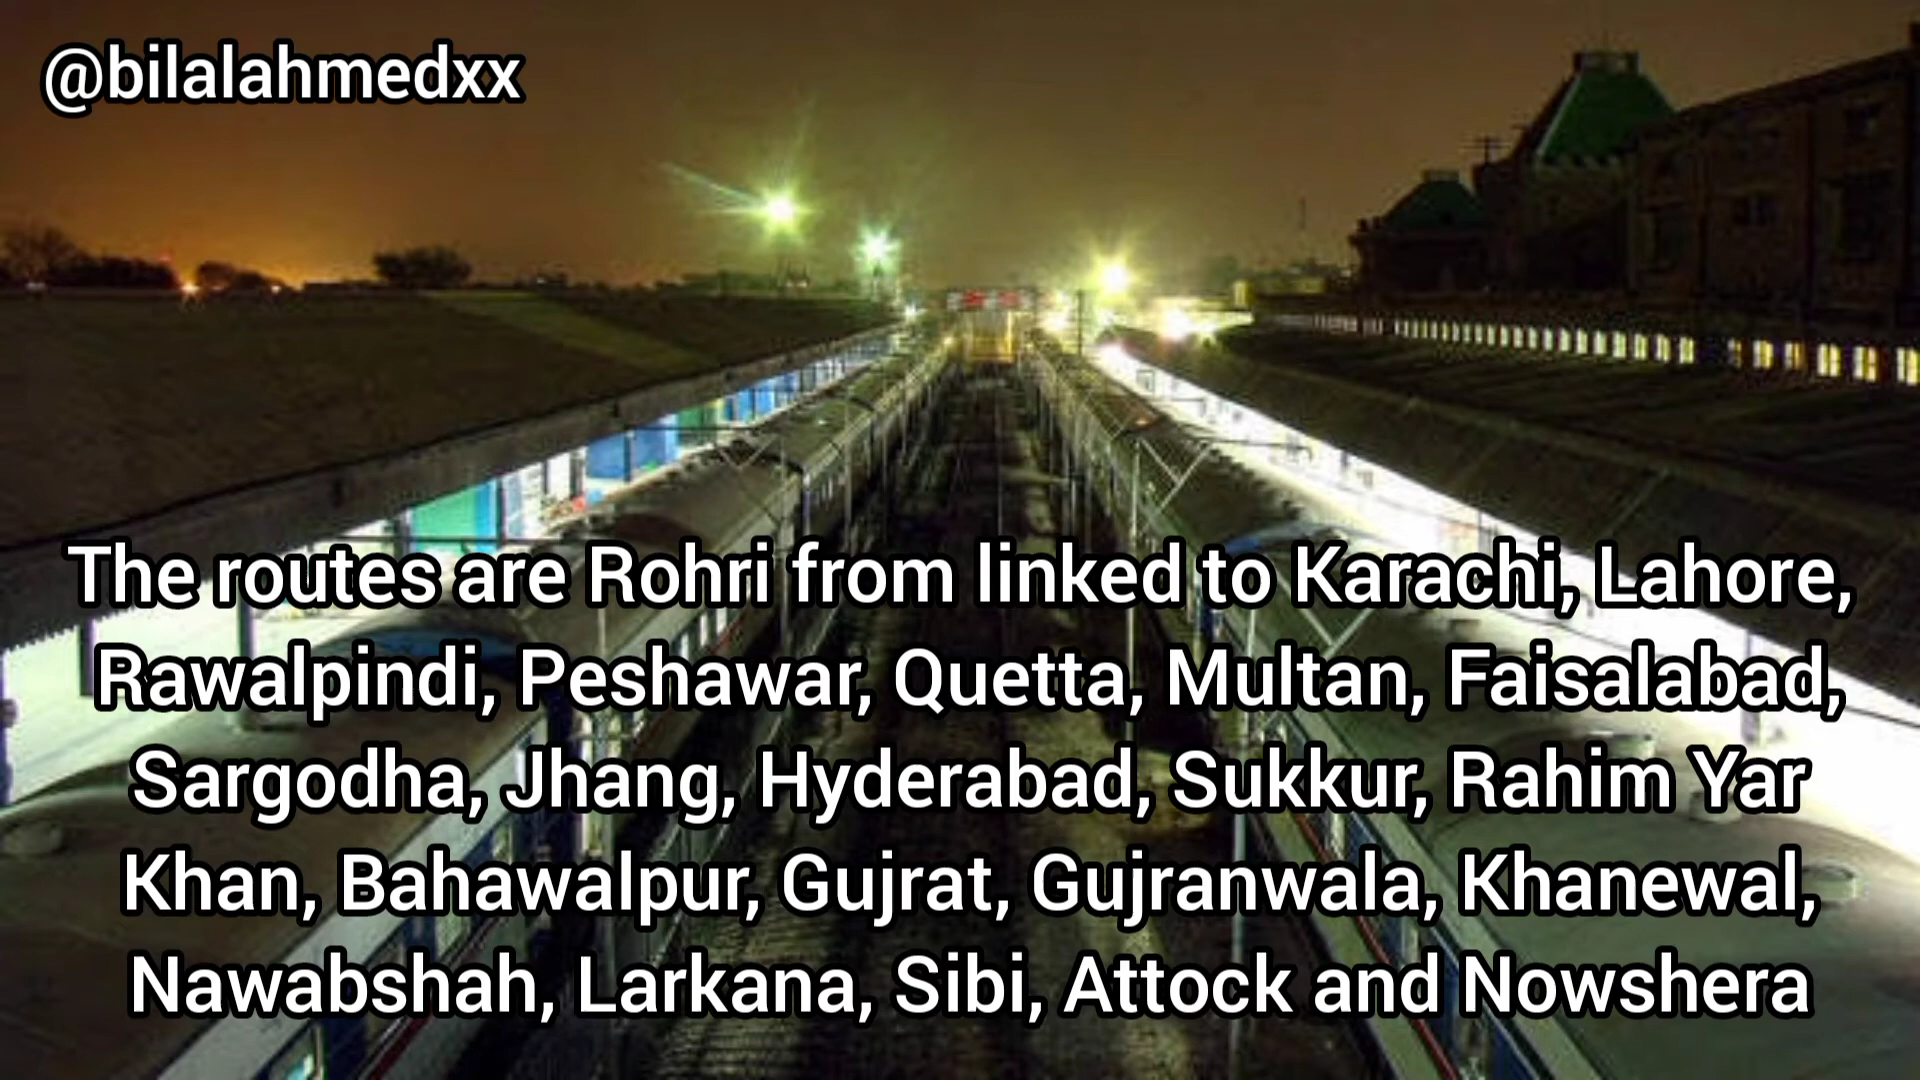 @bilalahmedxx
The routes are Rohri from linked to Karachi, Lahore,
Rawalpindi, Peshawar, Quetta, Multan, Faisalabad,
Sargodha, Jhang, Hyderabad, Sukkur, Rahim Yar
Khan, Bahawalpur, Gujrat, Gujranwala, Khanewal,
Nawabshah, Larkana, Sibi, Attock and Nowshera